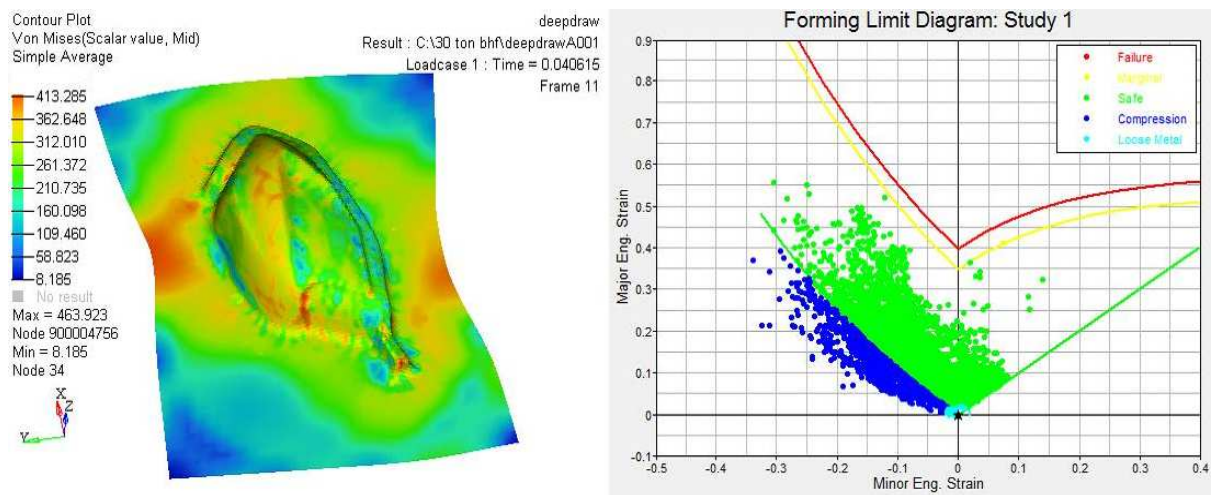 Contour Plot
Von Mises(Scalar value, Mid)
Simple Average
deepdraw
Result : C:\30 ton bhf\deepdrawA001
Loadcase 1 : Time = 0.040615
Frame 11
413.285
362.648
312.010
261.372
210.735
160.098
109.460
58.823
8.185
No result
Max = 463.923
Node 900004756
Min = 8.185
Node 34
X
Z
Y
Forming Limit Diagram: Study 1
Failure
Marginal
Safe
Compression
Loose Metal
Major Eng. Strain
0.9
0.8
0.7
0.6
0.5
0.4
0.3
0.2
0.1
0
-0.1
-0.5
-0.4
-0.3
-0.2
-0.1
0
0.1
0.2
0.3
0.4
Minor Eng. Strain